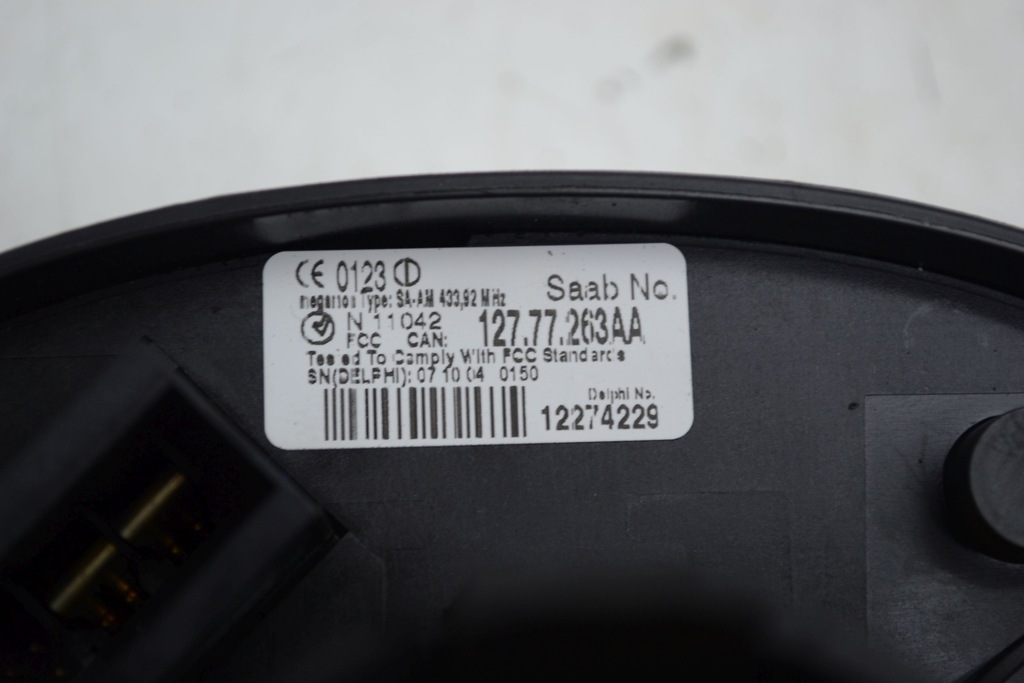 CE 0123
Type: SA-AM 433,92 MHz
Saab No.
N 11042
127.77.263AA
FCC CAN:
Tested To Comply With FCC Standards
SN(DELPHI): 07 10 04 0150
Delphi No.
12274229